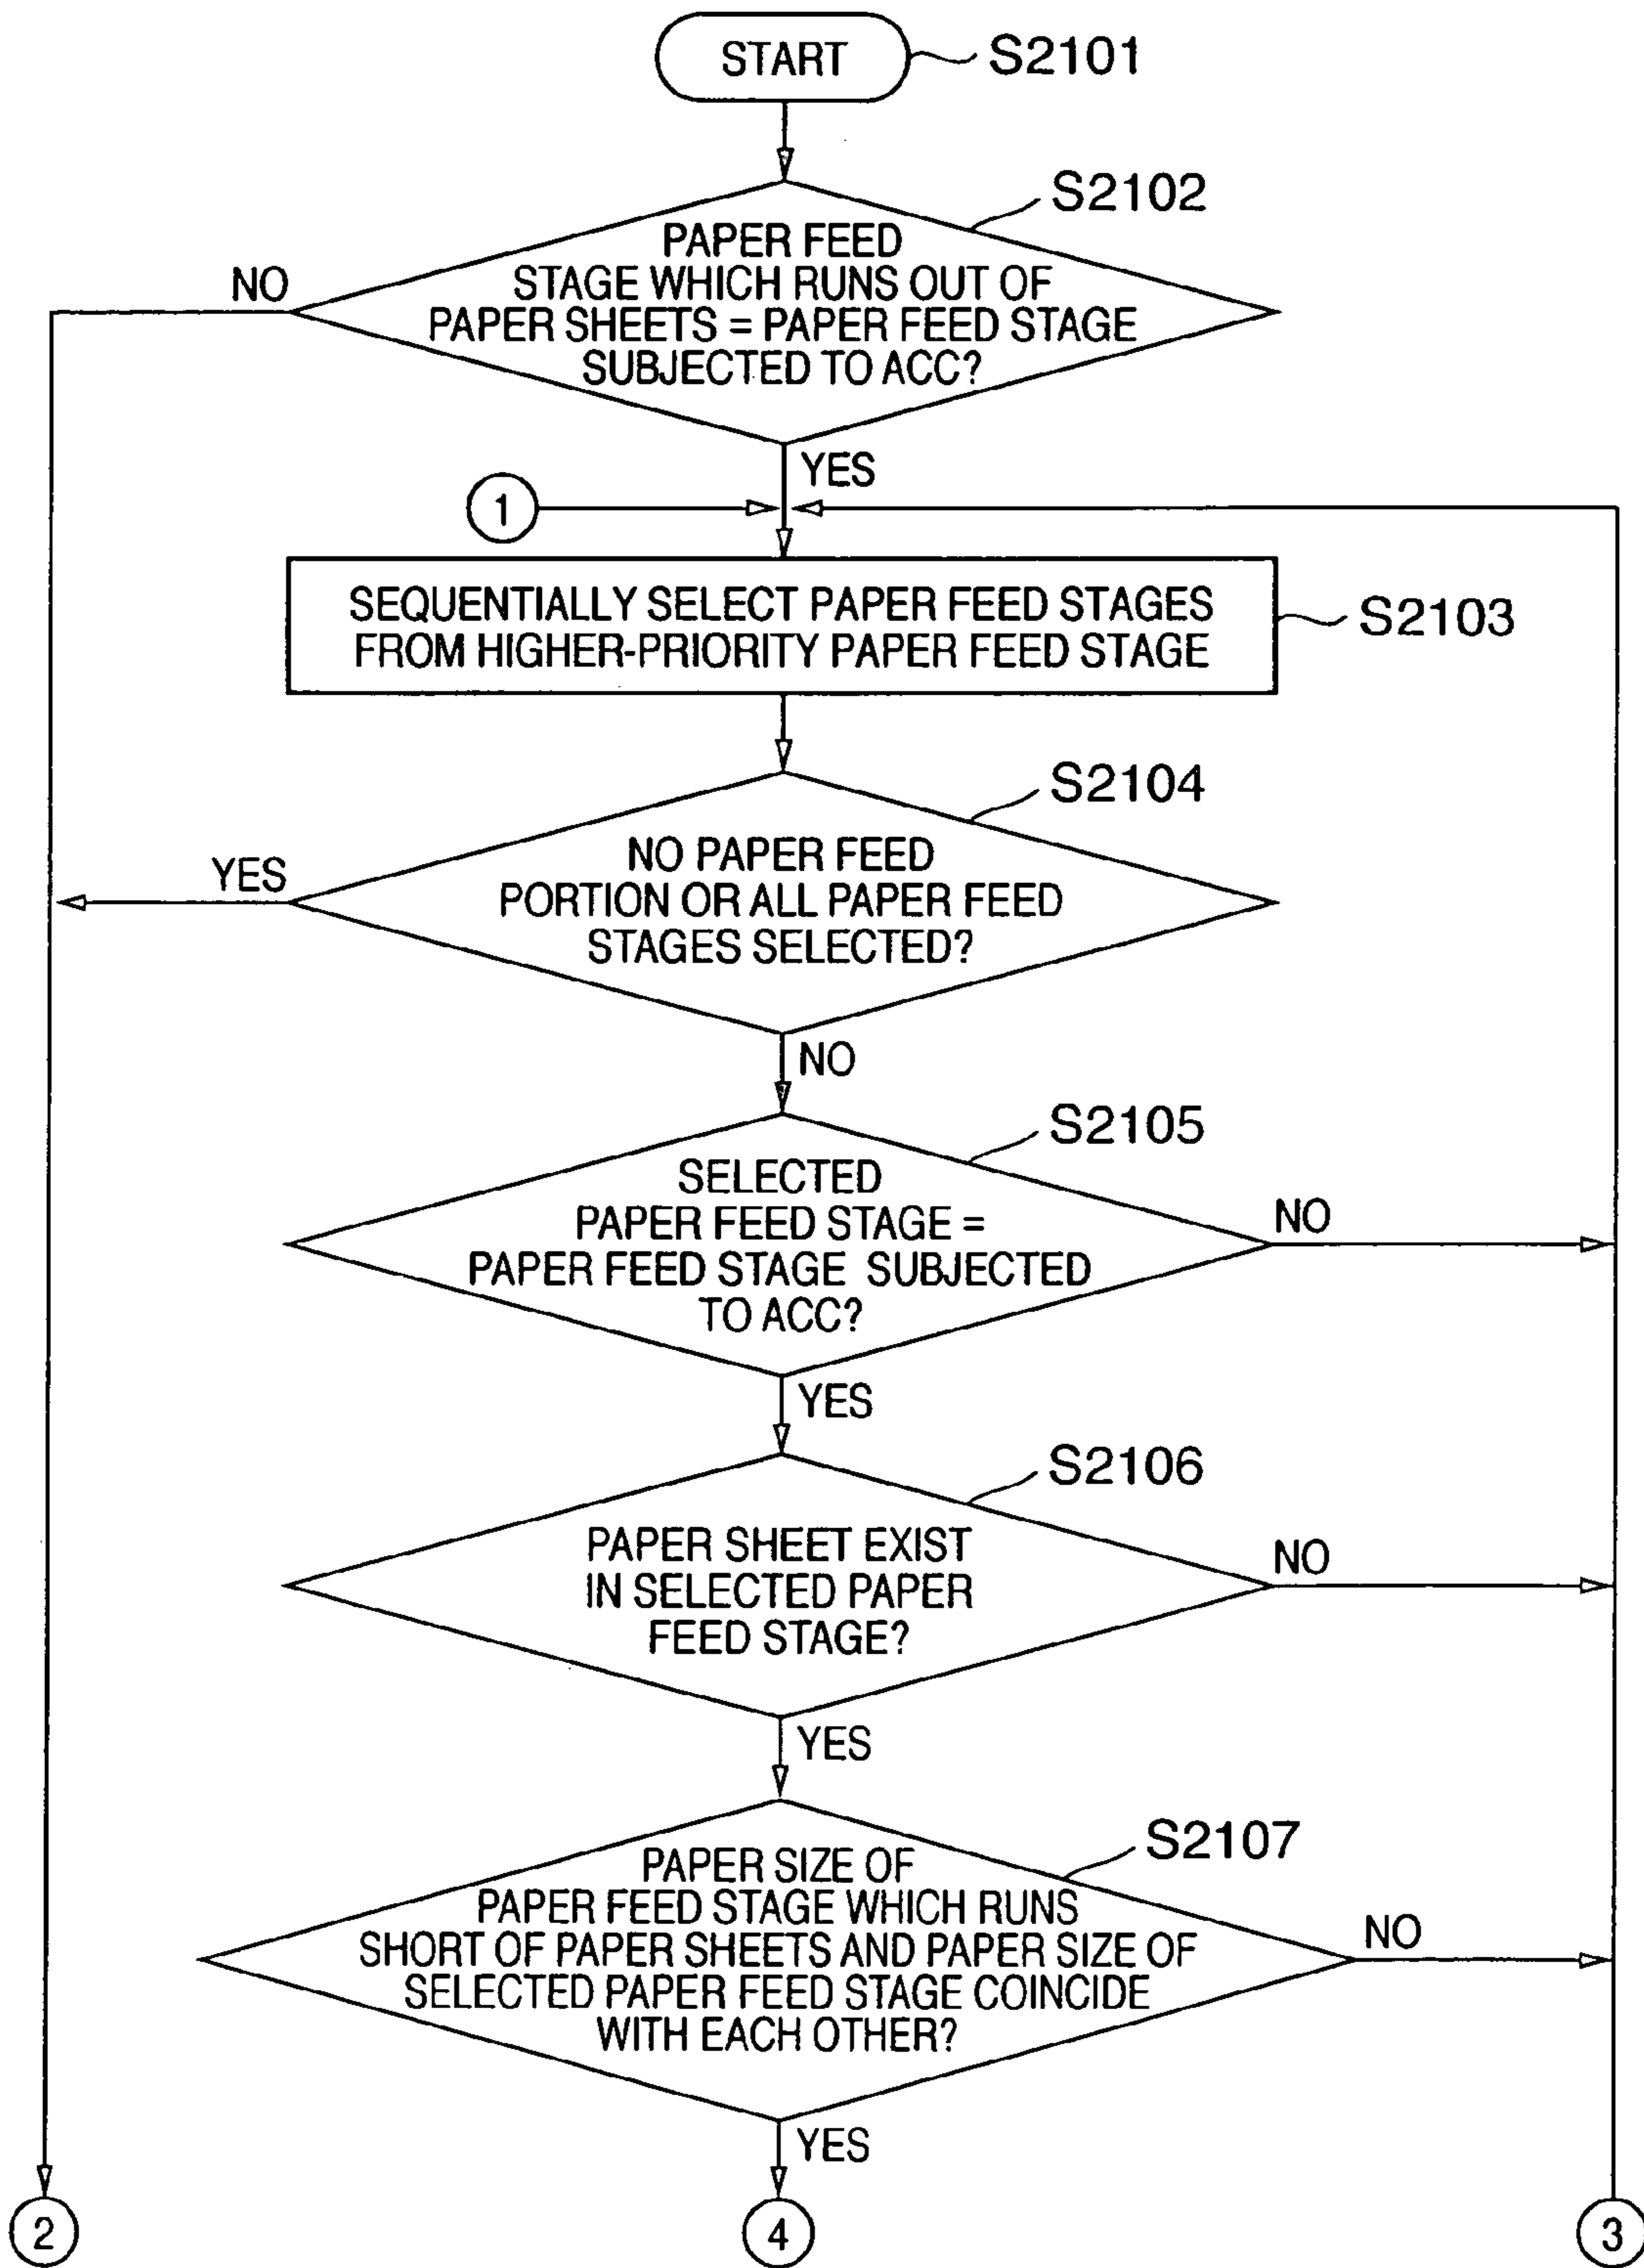 START
S2101
S2102
PAPER FEED
STAGE WHICH RUNS OUT OF
PAPER SHEETS = PAPER FEED STAGE
SUBJECTED TO ACC?
NO
YES
1
SEQUENTIALLY SELECT PAPER FEED STAGES
FROM HIGHER-PRIORITY PAPER FEED STAGE
S2103
S2104
NO PAPER FEED
PORTION OR ALL PAPER FEED
STAGES SELECTED?
YES
NO
S2105
SELECTED
PAPER FEED STAGE =
PAPER FEED STAGE SUBJECTED
TO ACC?
NO
YES
S2106
PAPER SHEET EXIST
IN SELECTED PAPER
FEED STAGE?
NO
YES
S2107
PAPER SIZE OF
PAPER FEED STAGE WHICH RUNS
SHORT OF PAPER SHEETS AND PAPER SIZE OF
SELECTED PAPER FEED STAGE COINCIDE
WITH EACH OTHER?
NO
YES
2
4
3